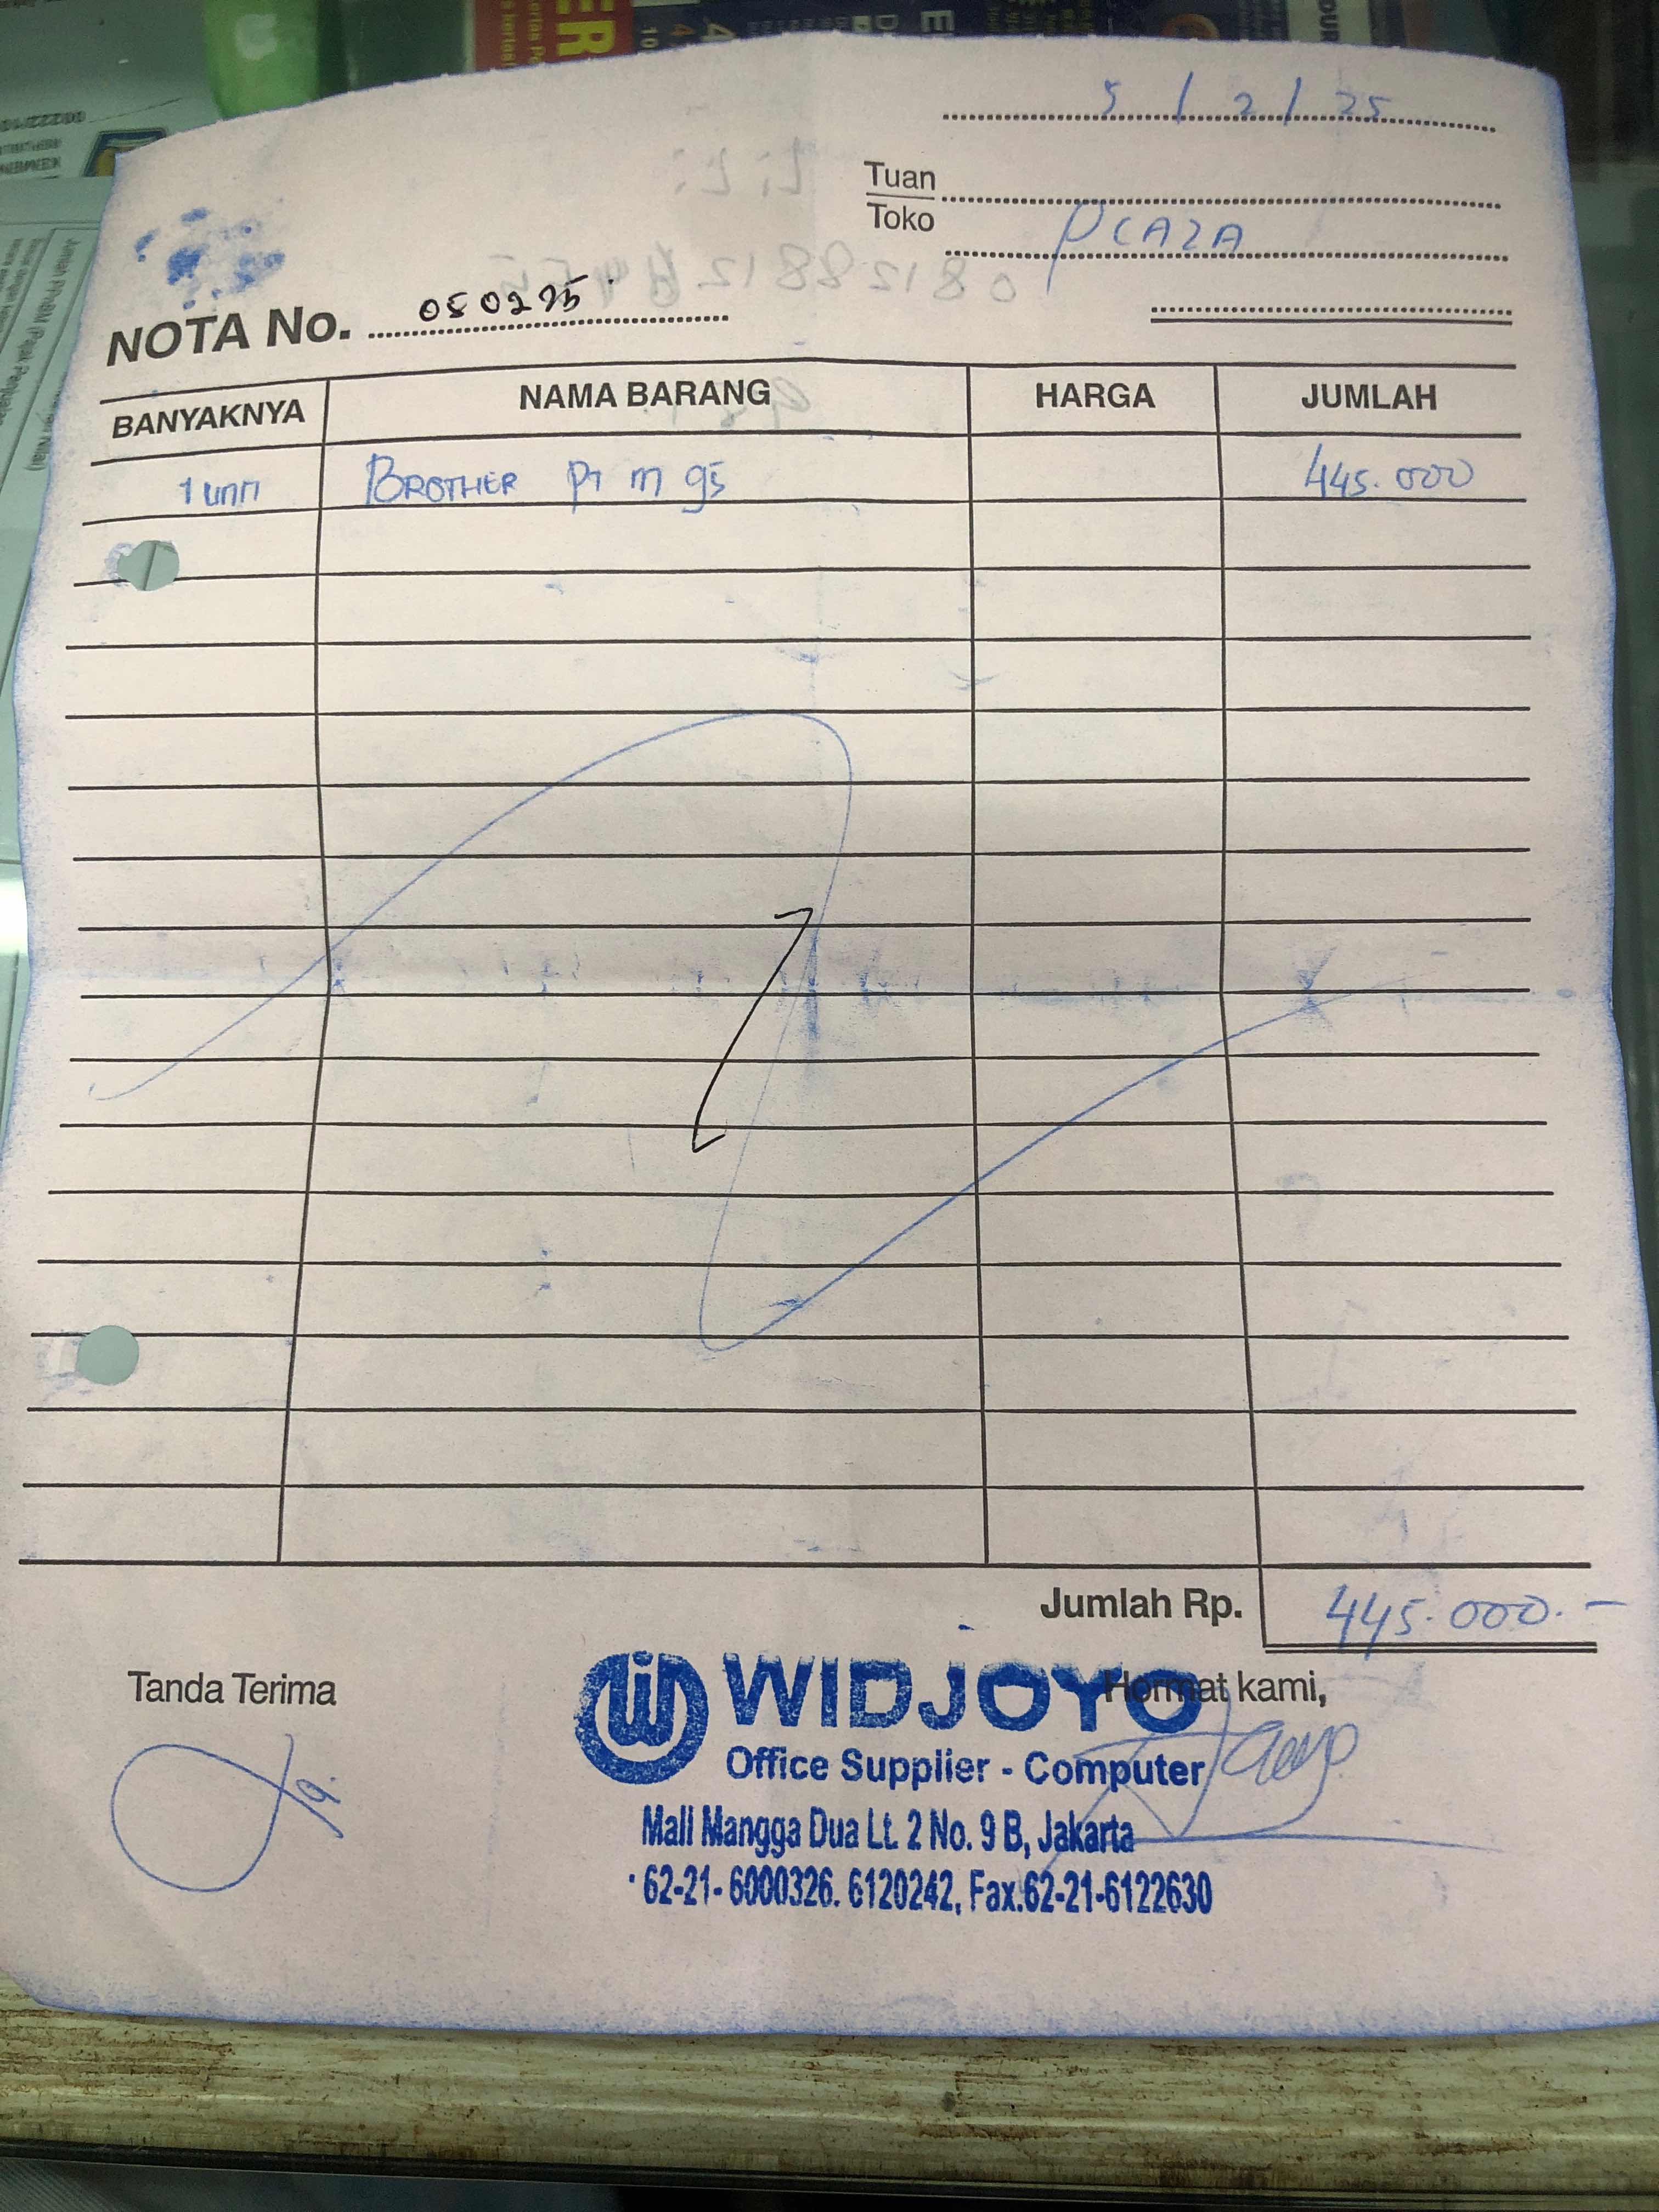 5 / 2 / 25
Tuan
Toko
PLAZA
NOTA No. 050225
BANYAKNYA NAMA BARANG HARGA JUMLAH
1 UNIT BROTHER PT M 95 445.000
Jumlah Rp. 445.000.-
Tanda Terima
Hormat kami,
WIDJOYO
Office Supplier - Computer
Mall Mangga Dua Lt. 2 No. 9 B, Jakarta
62-21- 6000326. 6120242, Fax.62-21-6122630